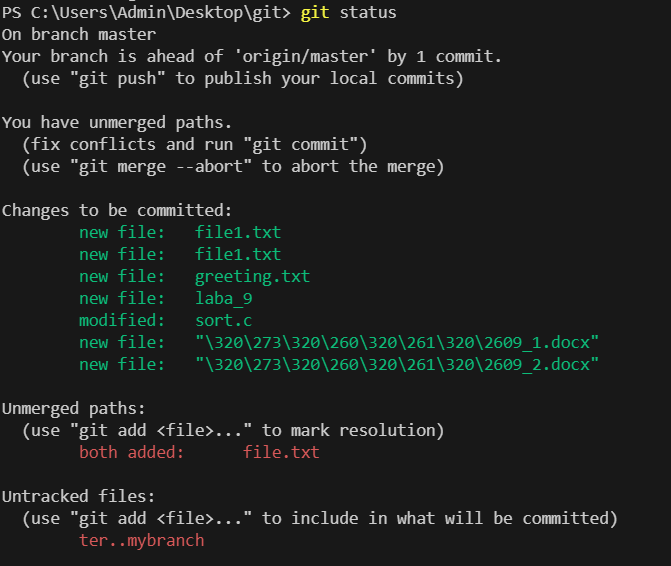 PS C:\Users\Admin\Desktop\git> git status
On branch master
Your branch is ahead of 'origin/master' by 1 commit.
(use "git push" to publish your local commits)
You have unmerged paths.
(fix conflicts and run "git commit")
(use "git merge --abort" to abort the merge)
Changes to be committed:
new file: file1.txt
new file: file1.txt
new file: greeting.txt
new file: laba_9
modified: sort.c
new file: "\320\273\320\260\320\261\320\2609_1.docx"
new file: "\320\273\320\260\320\261\320\2609_2.docx"
Unmerged paths:
(use "git add <file>..." to mark resolution)
both added: file.txt
Untracked files:
(use "git add <file>..." to include in what will be committed)
ter..mybranch